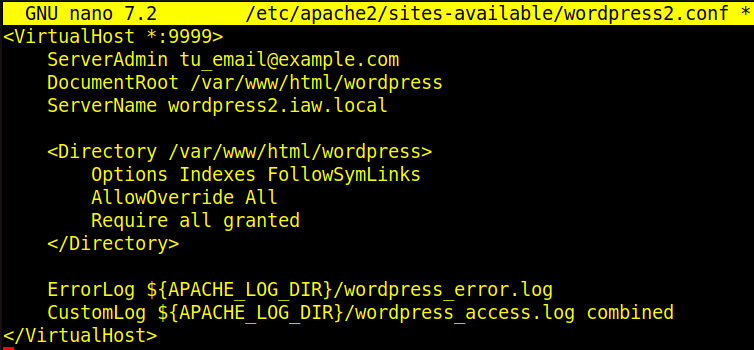 GNU nano 7.2 /etc/apache2/sites-available/wordpress2.conf *
<VirtualHost *:9999>
    ServerAdmin tu_email@example.com
    DocumentRoot /var/www/html/wordpress
    ServerName wordpress2.iaw.local

    <Directory /var/www/html/wordpress>
        Options Indexes FollowSymLinks
        AllowOverride All
        Require all granted
    </Directory>

    ErrorLog ${APACHE_LOG_DIR}/wordpress_error.log
    CustomLog ${APACHE_LOG_DIR}/wordpress_access.log combined
</VirtualHost>